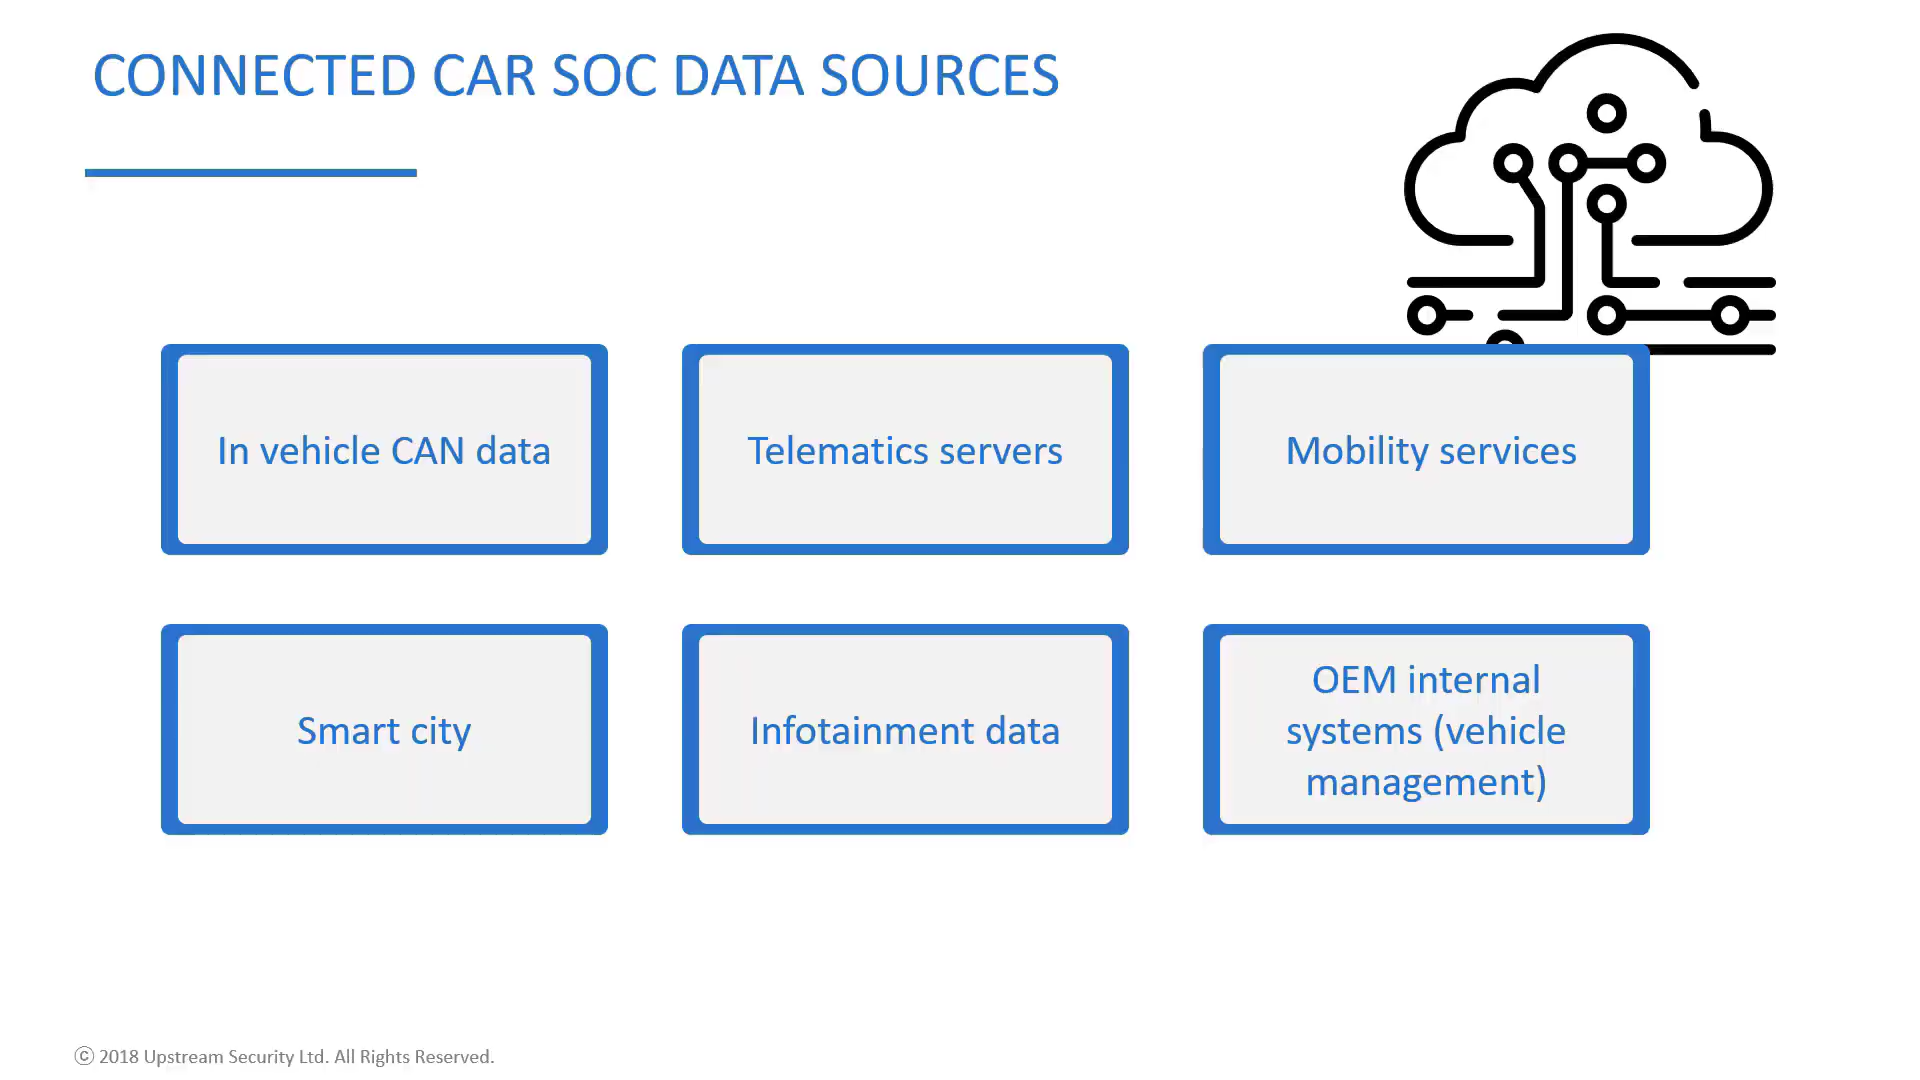 CONNECTED CAR SOC DATA SOURCES
In vehicle CAN data
Telematics servers
Mobility services
Smart city
Infotainment data
OEM internal
systems (vehicle
management)
ⓒ 2018 Upstream Security Ltd. All Rights Reserved.